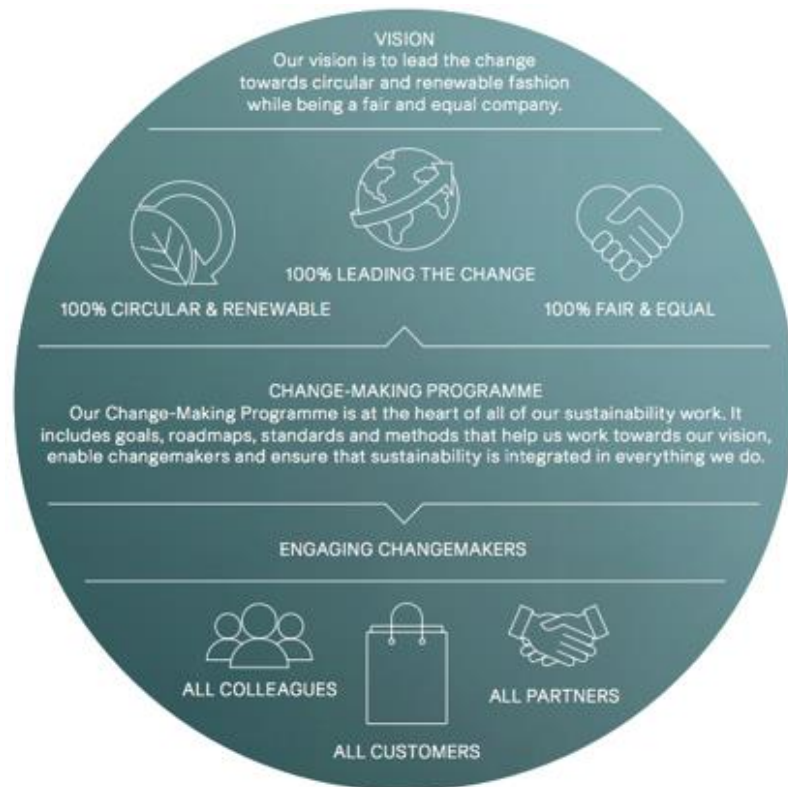 VISION
Our vision is to lead the change
towards circular and renewable fashion
while being a fair and equal company.
100% LEADING THE CHANGE
100% CIRCULAR & RENEWABLE
100% FAIR & EQUAL
CHANGE-MAKING PROGRAMME
Our Change-Making Programme is at the heart of all of our sustainability work. It
includes goals, roadmaps, standards and methods that help us work towards our vision,
enable changemakers and ensure that sustainability is integrated in everything we do.
ENGAGING CHANGEMAKERS
ALL COLLEAGUES
ALL PARTNERS
ALL CUSTOMERS